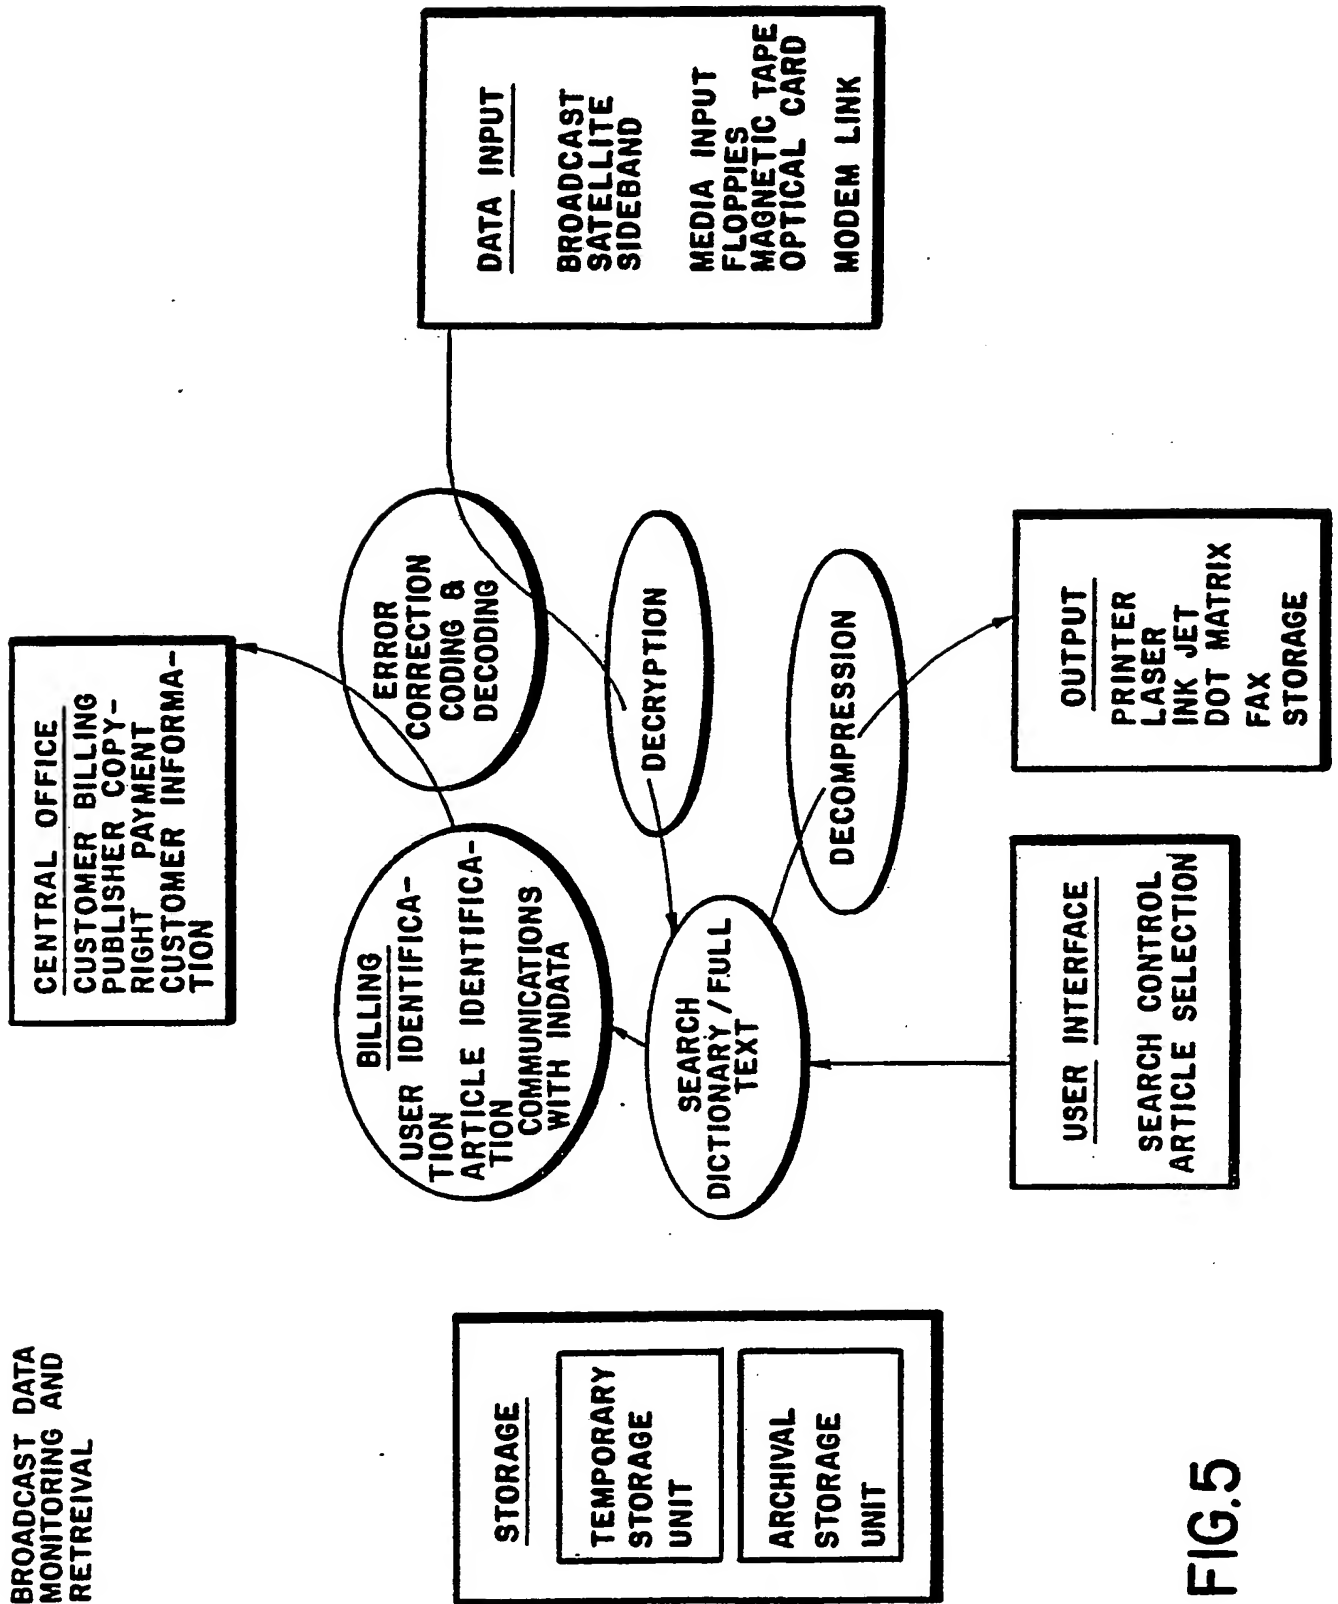 BROADCAST DATA
MONITORING AND
RETREIVAL
CENTRAL OFFICE
CUSTOMER BILLING
PUBLISHER COPY-
RIGHT PAYMENT
CUSTOMER INFORMA-
TION
BILLING
USER IDENTIFICA-
TION
ARTICLE IDENTIFICA-
TION
COMMUNICATIONS
WITH INDATA
ERROR
CORRECTION
CODING &
DECODING
DATA INPUT
BROADCAST
SATELLITE
SIDEBAND
MEDIA INPUT
FLOPPIES
MAGNETIC TAPE
OPTICAL CARD
MODEM LINK
STORAGE
TEMPORARY
STORAGE
UNIT
ARCHIVAL
STORAGE
UNIT
SEARCH
DICTIONARY/FULL
TEXT
DECRYPTION
DECOMPRESSION
USER INTERFACE
SEARCH CONTROL
ARTICLE SELECTION
OUTPUT
PRINTER
LASER
INK JET
DOT MATRIX
FAX
STORAGE
FIG.5